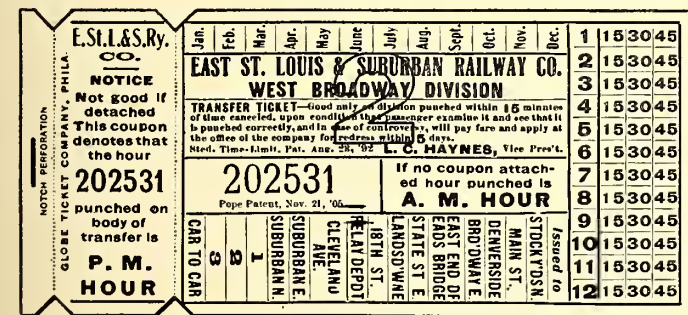 NOTCH PERFORATION
GLOBE TICKET COMPANY, PHILA.
E.St.L.&S.Ry.
CO.
NOTICE
Not good if
detached
This coupon
denotes that
the hour
202531
punched on
body of
transfer is
P. M.
HOUR
Jan. Feb. Mar. Apr. May June July Aug. Sept. Oct. Nov. Dec.
EAST ST. LOUIS & SUBURBAN RAILWAY CO.
WEST BROADWAY DIVISION
TRANSFER TICKET—Good only on division punched within 15 minutes
of time canceled, upon condition that passenger examine it and see that it
is punched correctly, and in case of controversy, will pay fare and apply at
the office of the company for redress within 5 days.
Sted. Time-Limit. Pat. Aug. 23, '92 L. C. HAYNES, Vice Pres't.
2
202531
Pope Patent, Nov. 21, '05
If no coupon attach-
ed hour punched is
A. M. HOUR
CAR TO CAR
3
2
1
SUBURBAN N.
SUBURBAN E.
CLEVELAND
AVE.
RELAY DEPOT
18TH ST.
LANDSD'WNE
STATE ST E
EAST END OF
EADS BRIDGE
BRO'DWAY E
DENVERSIDE
MAIN ST.
STOCKY'DS N.
Issued to
1 15 30 45
2 15 30 45
3 15 30 45
4 15 30 45
5 15 30 45
6 15 30 45
7 15 30 45
8 15 30 45
9 15 30 45
10 15 30 45
11 15 30 45
12 15 30 45